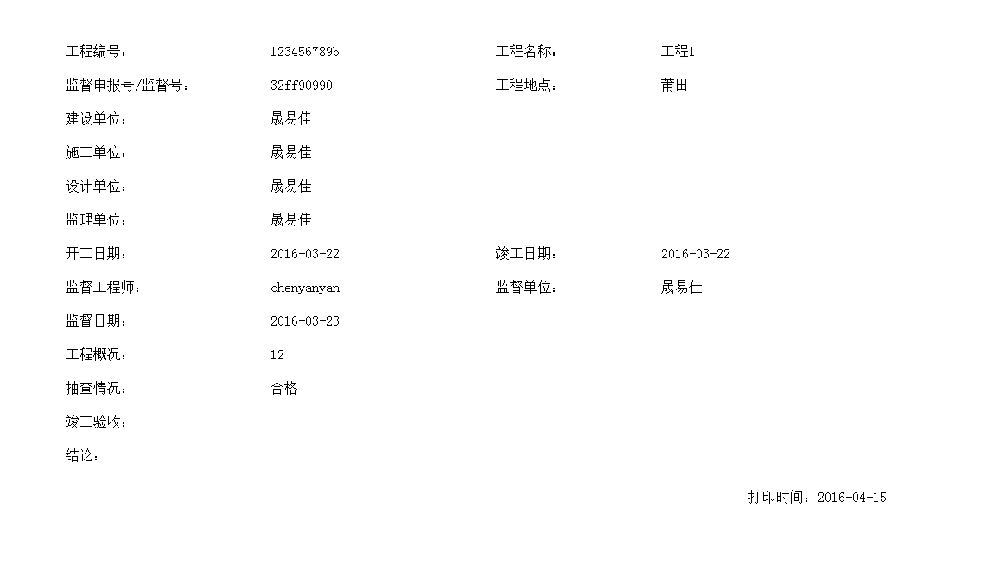 工程编号： 123456789b 工程名称： 工程1
监督申报号/监督号： 32ff90990 工程地点： 莆田
建设单位： 晟易佳
施工单位： 晟易佳
设计单位： 晟易佳
监理单位： 晟易佳
开工日期： 2016-03-22 竣工日期： 2016-03-22
监督工程师： chenyanyan 监督单位： 晟易佳
监督日期： 2016-03-23
工程概况： 12
抽查情况： 合格
竣工验收：
结论：
打印时间：2016-04-15